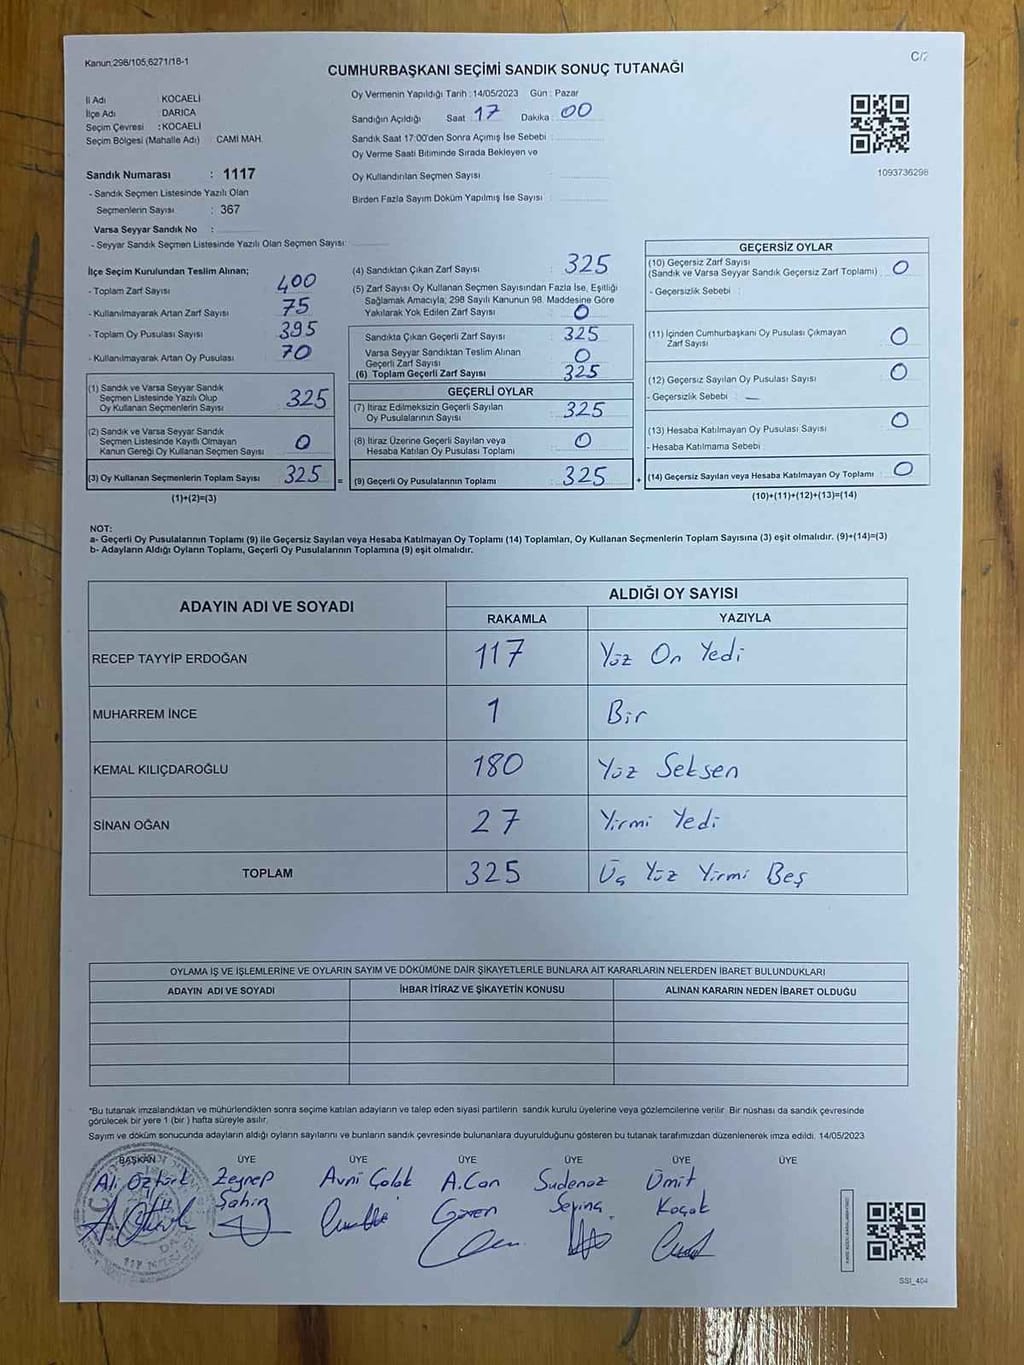 Kanun:298/105,6271/18-1
C/2
CUMHURBAŞKANI SEÇİMİ SANDIK SONUÇ TUTANAĞI
İl Adı : KOCAELİ
İlçe Adı : DARICA
Seçim Çevresi : KOCAELİ
Seçim Bölgesi (Mahalle Adı) : CAMİ MAH.
Sandık Numarası : 1117
- Sandık Seçmen Listesinde Yazılı Olan
Seçmenlerin Sayısı : 367
Varsa Seyyar Sandık No :
- Seyyar Sandık Seçmen Listesinde Yazılı Olan Seçmen Sayısı:
Oy Vermenin Yapıldığı Tarih :14/05/2023 Gün : Pazar
Sandığın Açıldığı Saat :17 Dakika :00
Sandık Saat 17:00'den Sonra Açımış İse Sebebi :
Oy Verme Saati Bitiminde Sırada Bekleyen ve
Oy Kullandırılan Seçmen Sayısı :
Birden Fazla Sayım Döküm Yapılmış İse Sayısı :
1093736298
İlçe Seçim Kurulundan Teslim Alınan;
- Toplam Zarf Sayısı : 400
- Kullanılmayarak Artan Zarf Sayısı : 75
- Toplam Oy Pusulası Sayısı : 395
- Kullanılmayarak Artan Oy Pusulası : 70
(1) Sandık ve Varsa Seyyar Sandık
Seçmen Listesinde Yazılı Olup
Oy Kullanan Seçmenlerin Sayısı : 325
(2) Sandık ve Varsa Seyyar Sandık
Seçmen Listesinde Kayıtlı Olmayan
Kanun Gereği Oy Kullanan Seçmen Sayısı : 0
(3) Oy Kullanan Seçmenlerin Toplam Sayısı : 325 =
(1)+(2)=(3)
(4) Sandıktan Çıkan Zarf Sayısı : 325
(5) Zarf Sayısı Oy Kullanan Seçmen Sayısından Fazla İse, Eşitliği
Sağlamak Amacıyla, 298 Sayılı Kanunun 98. Maddesine Göre
Yakılarak Yok Edilen Zarf Sayısı : 0
Sandıkta Çıkan Geçerli Zarf Sayısı : 325
Varsa Seyyar Sandıktan Teslim Alınan
Geçerli Zarf Sayısı : 0
(6) Toplam Geçerli Zarf Sayısı : 325
GEÇERLİ OYLAR
(7) İtiraz Edilmeksizin Geçerli Sayılan
Oy Pusulalarının Sayısı : 325
(8) İtiraz Üzerine Geçerli Sayılan veya
Hesaba Katılan Oy Pusulası Toplamı : 0
(9) Geçerli Oy Pusulalarının Toplamı : 325 +
GEÇERSİZ OYLAR
(10) Geçersiz Zarf Sayısı
(Sandık ve Varsa Seyyar Sandık Geçersiz Zarf Toplamı) : 0
- Geçersizlik Sebebi :
(11) İçinden Cumhurbaşkanı Oy Pusulası Çıkmayan
Zarf Sayısı : 0
(12) Geçersiz Sayılan Oy Pusulası Sayısı : 0
- Geçersizlik Sebebi : —
(13) Hesaba Katılmayan Oy Pusulası Sayısı : 0
- Hesaba Katılmama Sebebi :
(14) Geçersiz Sayılan veya Hesaba Katılmayan Oy Toplamı : 0
(10)+(11)+(12)+(13)=(14)
NOT:
a- Geçerli Oy Pusulalarının Toplamı (9) ile Geçersiz Sayılan veya Hesaba Katılmayan Oy Toplamı (14) Toplamları, Oy Kullanan Seçmenlerin Toplam Sayısına (3) eşit olmalıdır. (9)+(14)=(3)
b- Adayların Aldığı Oyların Toplamı, Geçerli Oy Pusulalarının Toplamına (9) eşit olmalıdır.
ADAYIN ADI VE SOYADI
ALDIĞI OY SAYISI
RAKAMLA YAZIYLA
RECEP TAYYİP ERDOĞAN 117 Yüz On Yedi
MUHARREM İNCE 1 Bir
KEMAL KILIÇDAROĞLU 180 Yüz Seksen
SİNAN OĞAN 27 Yirmi Yedi
TOPLAM 325 Üç Yüz Yirmi Beş
OYLAMA İŞ VE İŞLEMLERİNE VE OYLARIN SAYIM VE DÖKÜMÜNE DAİR ŞİKAYETLERLE BUNLARA AİT KARARLARIN NELERDEN İBARET BULUNDUKLARI
ADAYIN ADI VE SOYADI İHBAR İTİRAZ VE ŞİKAYETİN KONUSU ALINAN KARARIN NEDEN İBARET OLDUĞU
*Bu tutanak imzalandıktan ve mühürlendikten sonra seçime katılan adayların ve talep eden siyasi partilerin sandık kurulu üyelerine veya gözlemcilerine verilir. Bir nüshası da sandık çevresinde
görülecek bir yere 1 (bir ) hafta süreyle asılır.
Sayım ve döküm sonucunda adayların aldığı oyların sayılarını ve bunların sandık çevresinde bulunanlara duyurulduğunu gösteren bu tutanak tarafımızdan düzenlenerek imza edildi. 14/05/2023
BAŞKAN ÜYE ÜYE ÜYE ÜYE ÜYE ÜYE
Ali Öztürk Zeynep Avni Çolak A.Can Sudenaz Ümit
Şahin Koçak
SSI_404